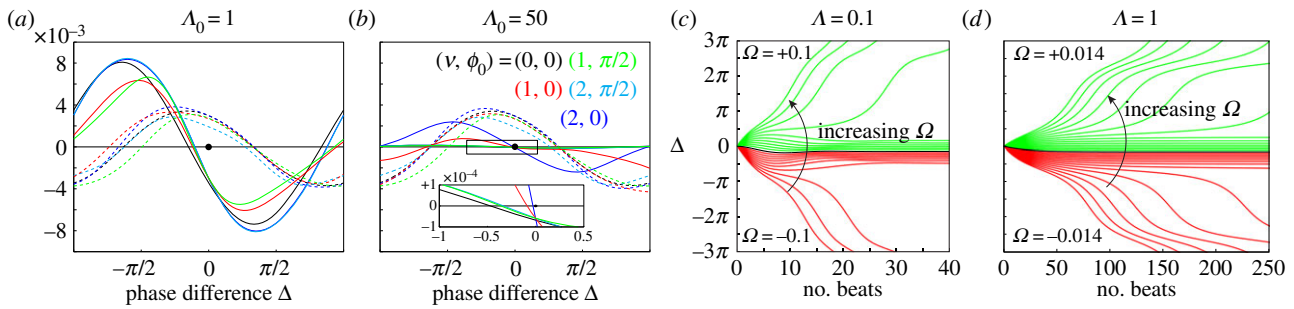 (a) Λ0 = 1
×10−3
8
4
0
−4
−8
−π/2 0 π/2
phase difference Δ
(b) Λ0 = 50
(ν, ϕ0) = (0, 0) (1, π/2)
(1, 0) (2, π/2)
(2, 0)
×10−4
+1
0
−1
−1 −0.5 0 0.5
−π/2 0 π/2
phase difference Δ
(c) Λ = 0.1
3π
2π
π
Δ 0
−π
−2π
−3π
Ω = +0.1
increasing Ω
Ω = −0.1
0 10 20 30 40
no. beats
(d) Λ = 1
Ω = +0.014
increasing Ω
Ω = −0.014
0 50 100 150 200 250
no. beats